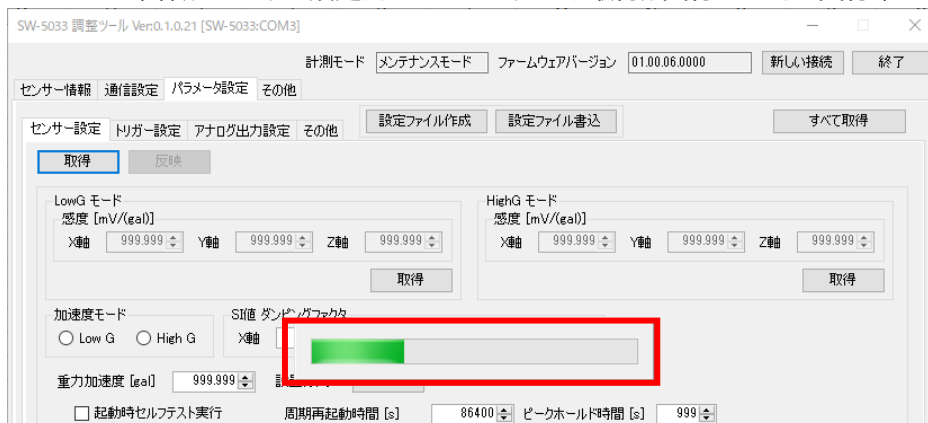 SW-5033 調整ツール Ver:0.1.0.21 [SW-5033:COM3]
計測モード メンテナンスモード ファームウェアバージョン 01.00.06.0000 新しい接続 終了
センサー情報 通信設定 パラメータ設定 その他
センサー設定 トリガー設定 アナログ出力設定 その他 設定ファイル作成 設定ファイル書込 すべて取得
取得 反映
LowG モード HighG モード
感度 [mV/(gal)] 感度 [mV/(gal)]
X軸 999.999 Y軸 999.999 Z軸 999.999 X軸 999.999 Y軸 999.999 Z軸 999.999
取得 取得
加速度モード SI値 ダンピングファクタ
Low G High G X軸
重力加速度 [gal] 999.999
起動時セルフテスト実行 周期再起動時間 [s] 86400 ピークホールド時間 [s] 999